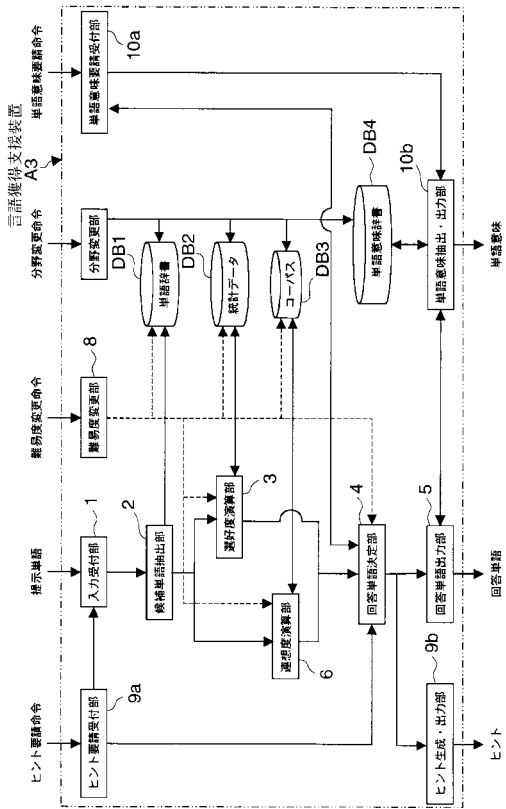 言語獲得支援装置
A3
ヒント要請命令
提示単語
難易度変更命令
分野変更命令
単語意味要請命令
ヒント要請受付部
9a
入力受付部
1
難易度変更部
8
分野変更部
単語意味要請受付部
10a
候補単語抽出部
2
単語辞書
DB1
選好度演算部
3
統計データ
DB2
連想度演算部
6
コーパス
DB3
回答単語決定部
4
単語意味辞書
DB4
ヒント生成・出力部
9b
回答単語出力部
5
単語意味抽出・出力部
10b
ヒント
回答単語
単語意味